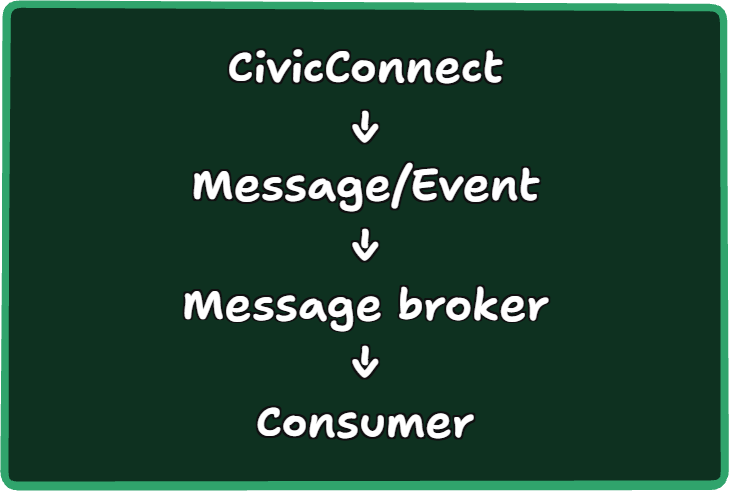 CivicConnect
↓
Message/Event
↓
Message broker
↓
Consumer